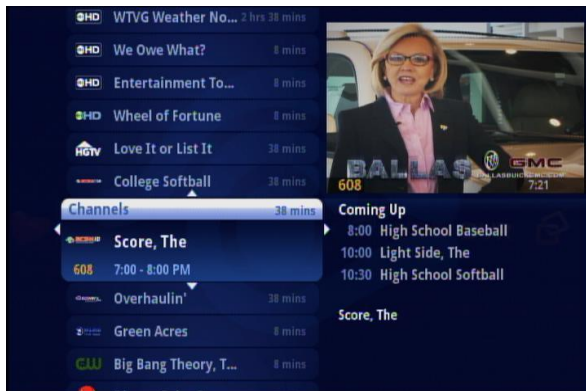 HD WTVG Weather No... 2 hrs 38 mins
HD We Owe What? 8 mins
HD Entertainment To... 8 mins
HD Wheel of Fortune 8 mins
HGTV Love It or List It 38 mins
College Softball 38 mins
Channels 38 mins
Score, The
608 7:00 - 8:00 PM
Overhaulin' 38 mins
Green Acres 8 mins
CW Big Bang Theory, T... 8 mins
BALLAS GMC
BALLASBUICKGMC.COM
608 7:21
Coming Up
8:00 High School Baseball
10:00 Light Side, The
10:30 High School Softball
Score, The